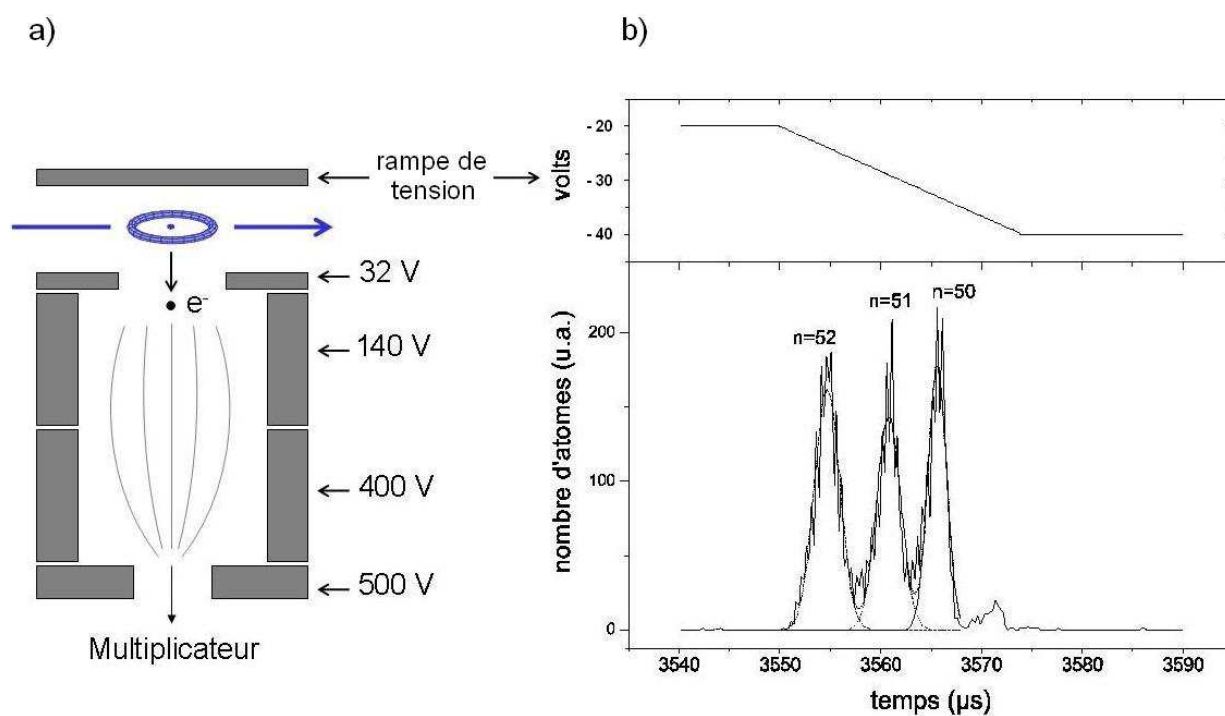 a)
b)
rampe de
tension
32 V
e-
140 V
400 V
500 V
Multiplicateur
volts
- 20
- 30
- 40
nombre d'atomes (u.a.)
200
100
0
n=52
n=51
n=50
3540 3550 3560 3570 3580 3590
temps (μs)